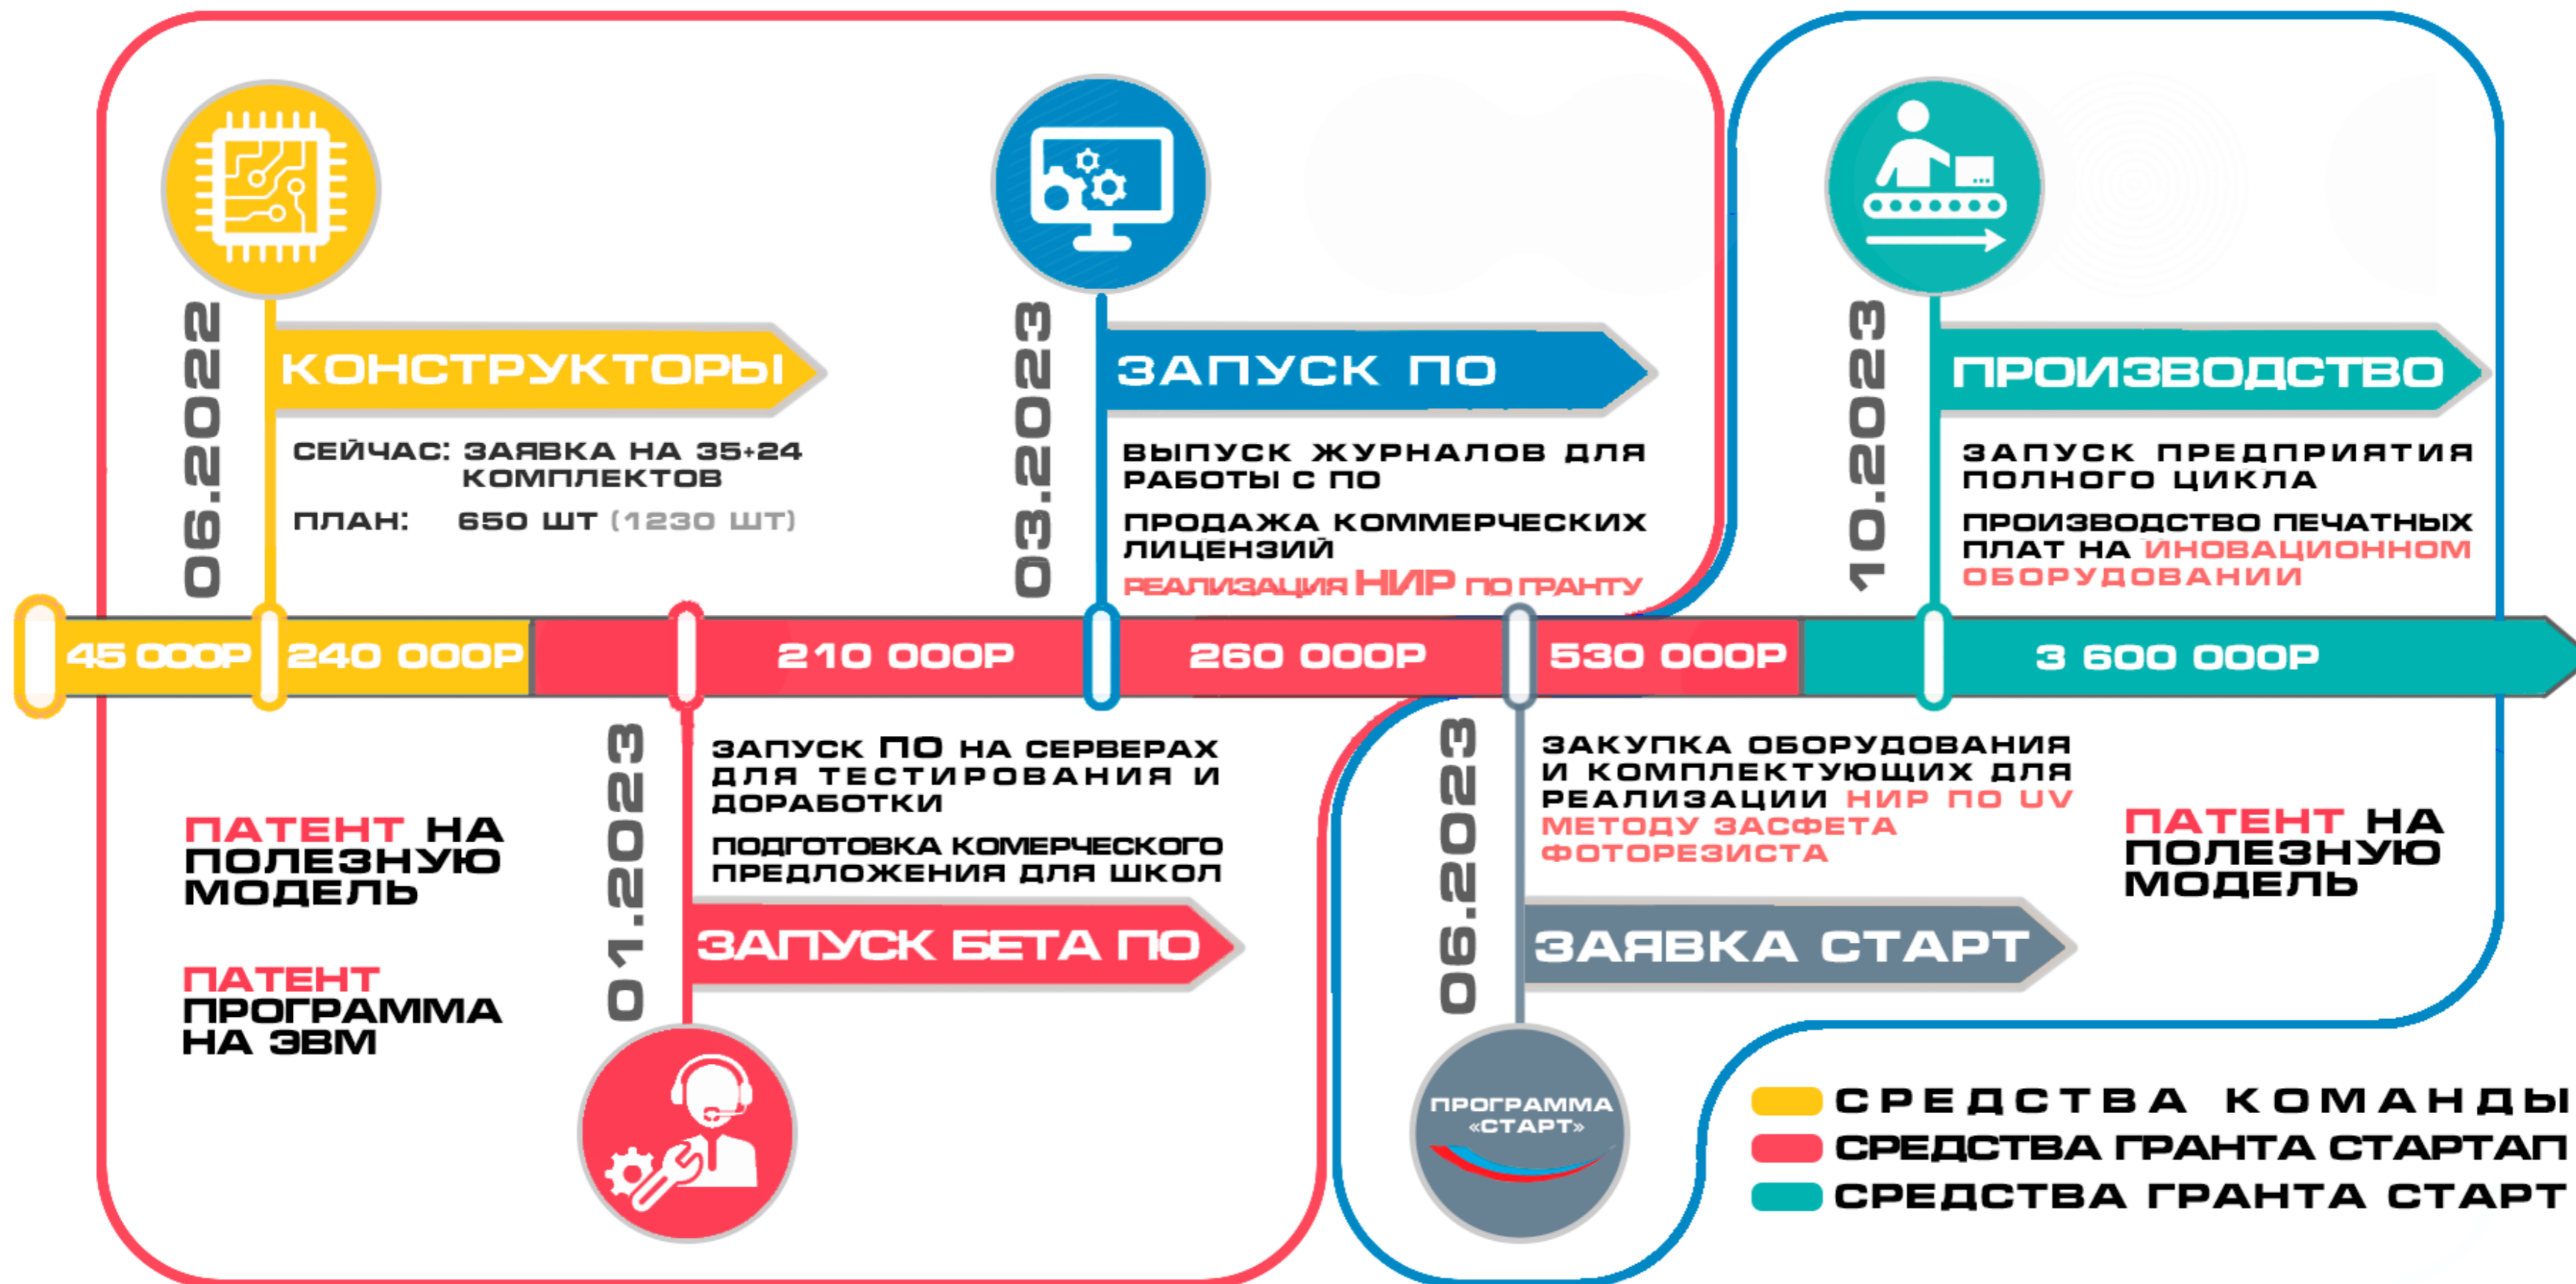 06.2022
КОНСТРУКТОРЫ
СЕЙЧАС: ЗАЯВКА НА 35+24
КОМПЛЕКТОВ
ПЛАН: 650 ШТ (1230 ШТ)
03.2023
ЗАПУСК ПО
ВЫПУСК ЖУРНАЛОВ ДЛЯ
РАБОТЫ С ПО
ПРОДАЖА КОММЕРЧЕСКИХ
ЛИЦЕНЗИЙ
РЕАЛИЗАЦИЯ НИР ПО ГРАНТУ
10.2023
ПРОИЗВОДСТВО
ЗАПУСК ПРЕДПРИЯТИЯ
ПОЛНОГО ЦИКЛА
ПРОИЗВОДСТВО ПЕЧАТНЫХ
ПЛАТ НА ИНОВАЦИОННОМ
ОБОРУДОВАНИИ
45 000Р 240 000Р 210 000Р 260 000Р 530 000Р 3 600 000Р
ПАТЕНТ НА
ПОЛЕЗНУЮ
МОДЕЛЬ
ПАТЕНТ
ПРОГРАММА
НА ЭВМ
01.2023
ЗАПУСК ПО НА СЕРВЕРАХ
ДЛЯ ТЕСТИРОВАНИЯ И
ДОРАБОТКИ
ПОДГОТОВКА КОМЕРЧЕСКОГО
ПРЕДЛОЖЕНИЯ ДЛЯ ШКОЛ
ЗАПУСК БЕТА ПО
06.2023
ЗАКУПКА ОБОРУДОВАНИЯ
И КОМПЛЕКТУЮЩИХ ДЛЯ
РЕАЛИЗАЦИИ НИР ПО UV
МЕТОДУ ЗАСФЕТА
ФОТОРЕЗИСТА
ЗАЯВКА СТАРТ
ПРОГРАММА
«СТАРТ»
ПАТЕНТ НА
ПОЛЕЗНУЮ
МОДЕЛЬ
СРЕДСТВА КОМАНДЫ
СРЕДСТВА ГРАНТА СТАРТАП
СРЕДСТВА ГРАНТА СТАРТ